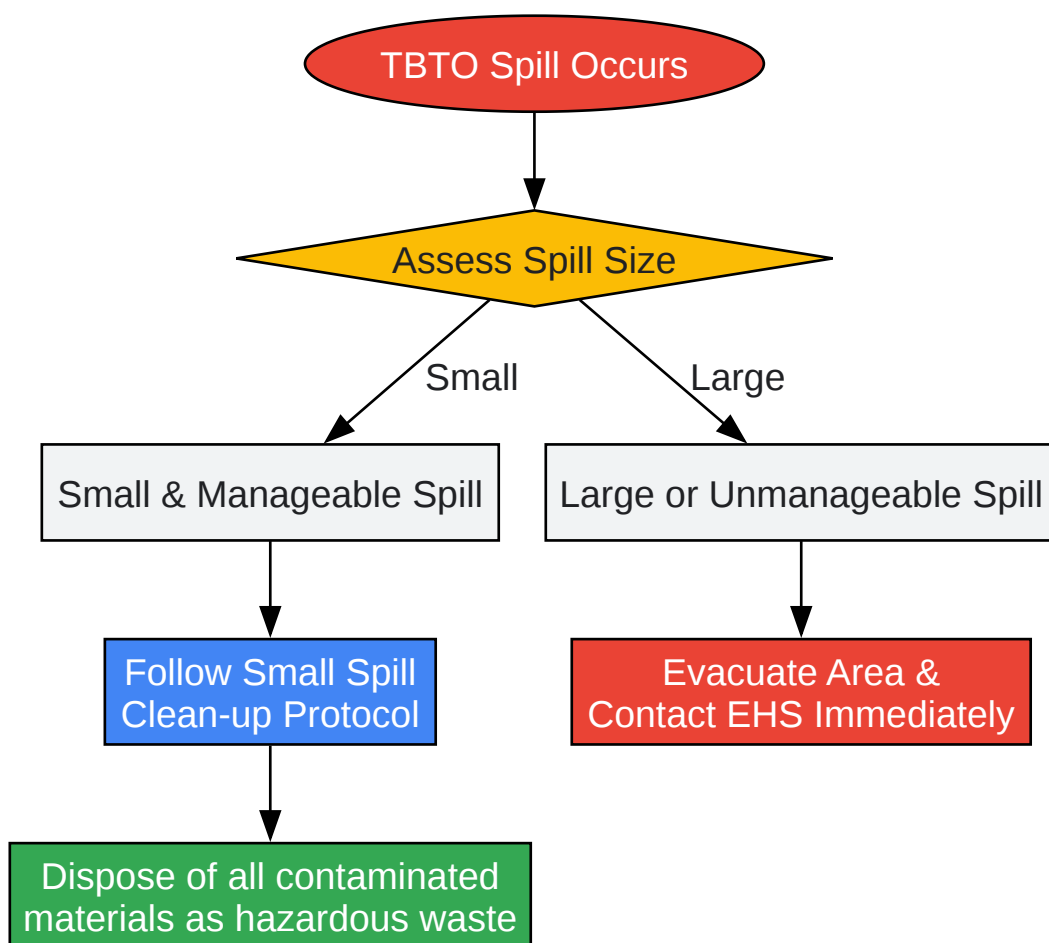 TBTO Spill Occurs
Assess Spill Size
Small
Large
Small & Manageable Spill
Large or Unmanageable Spill
Follow Small Spill
Clean-up Protocol
Evacuate Area &
Contact EHS Immediately
Dispose of all contaminated
materials as hazardous waste